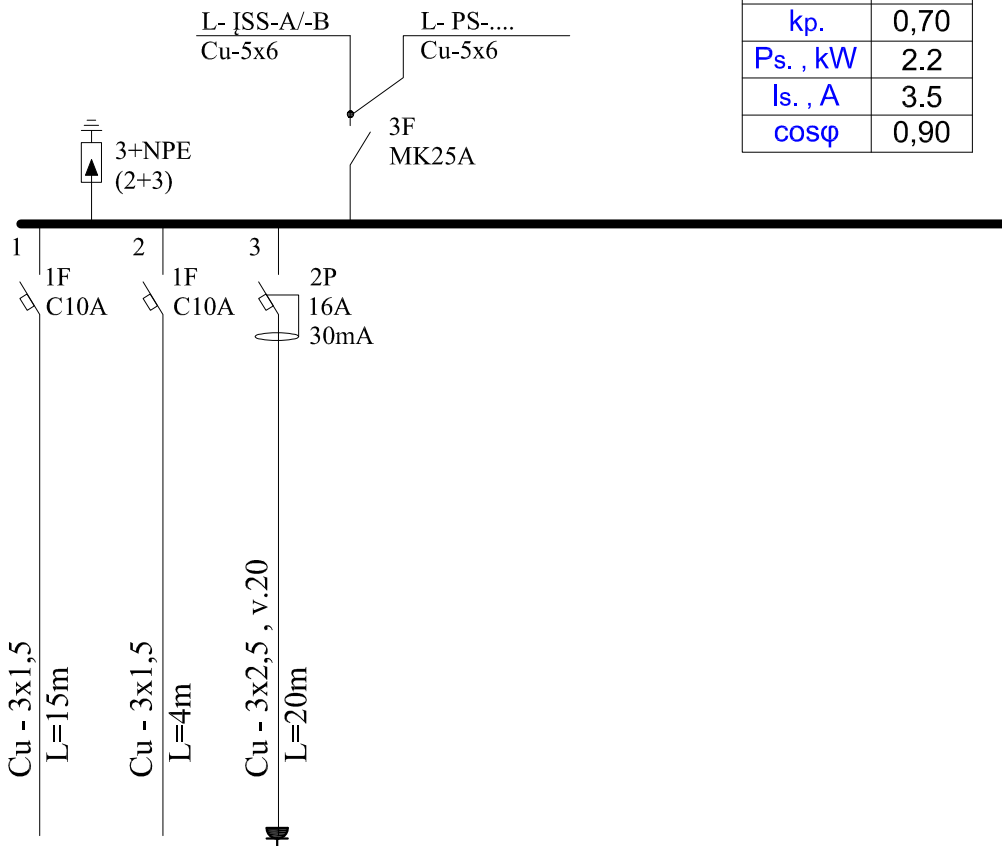 L- ĮSS-A/-B
Cu-5x6
L- PS-....
Cu-5x6
kp. 0,70
Ps. , kW 2.2
Is. , A 3.5
cosφ 0,90
3+NPE
(2+3)
3F
MK25A
1
1F
C10A
2
1F
C10A
3
2P
16A
30mA
Cu - 3x1,5
L=15m
Cu - 3x1,5
L=4m
Cu - 3x2,5 , v.20
L=20m